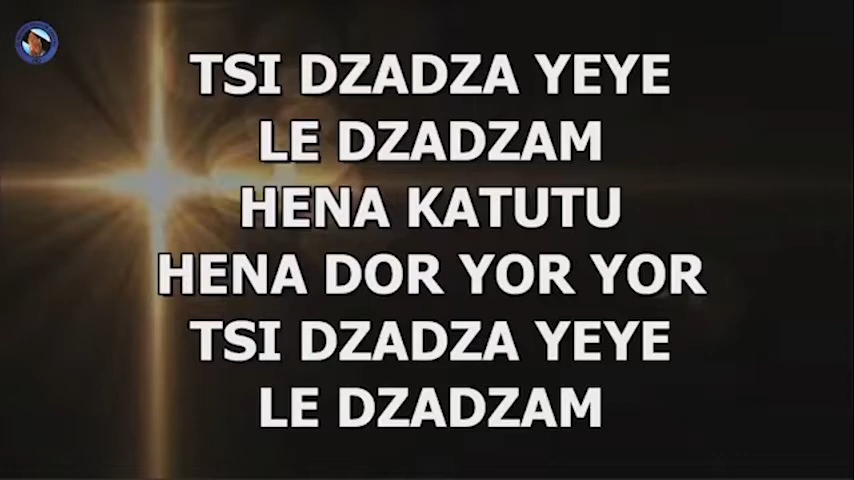 TSI DZADZA YEYE
LE DZADZAM
HENA KATUTU
HENA DOR YOR YOR
TSI DZADZA YEYE
LE DZADZAM